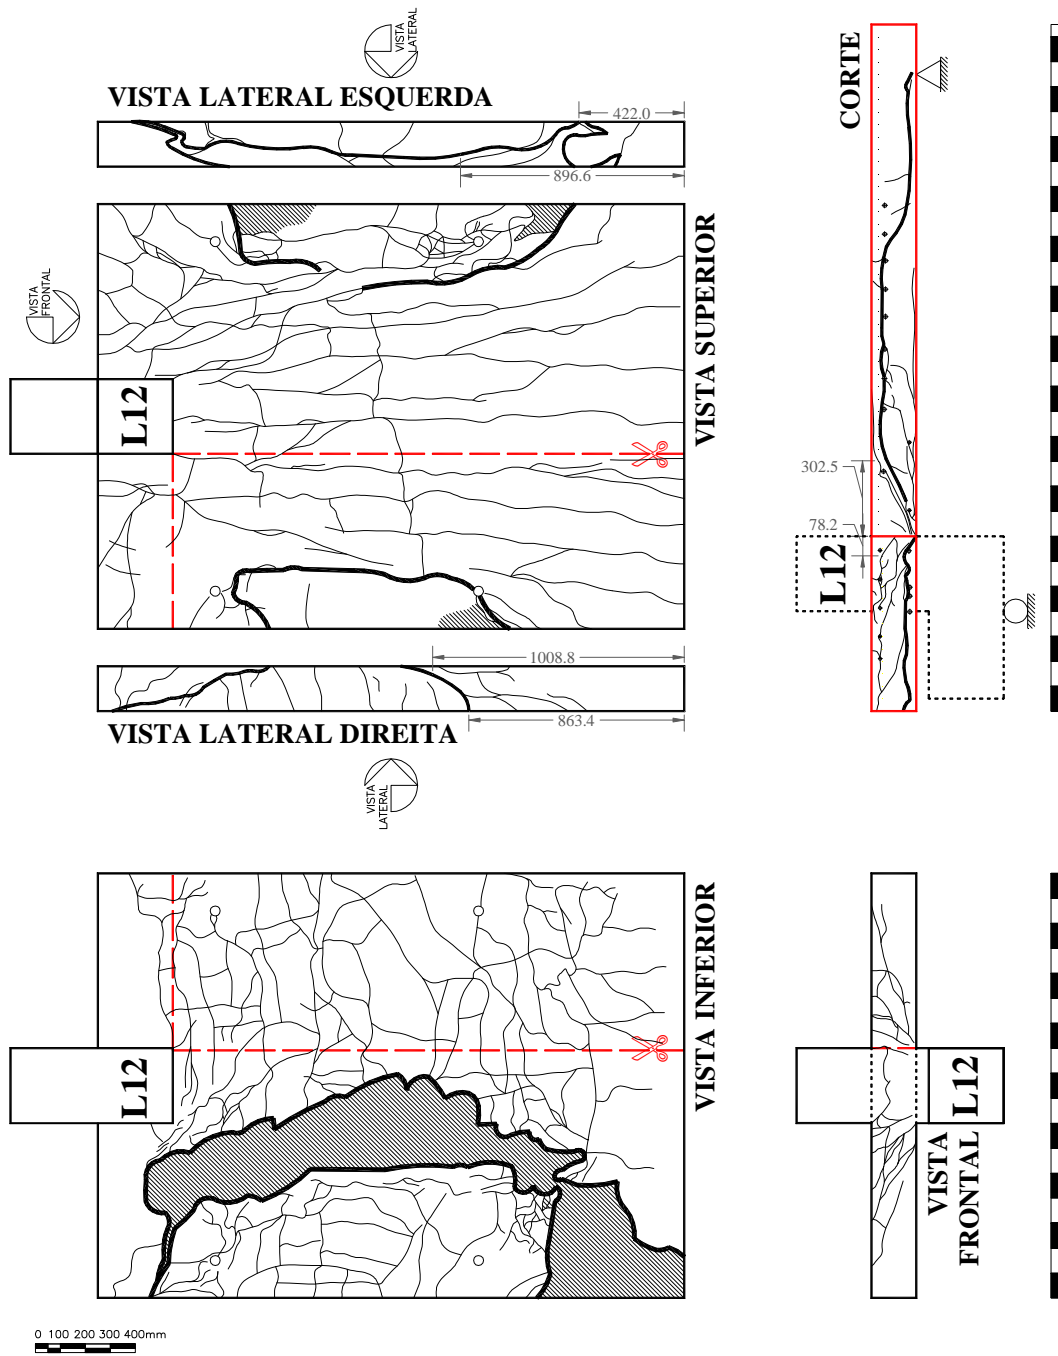 VISTA
LATERAL
VISTA LATERAL ESQUERDA
422.0
896.6
CORTE
VISTA
FRONTAL
L12
VISTA SUPERIOR
302.5
78.2
L12
1008.8
863.4
VISTA LATERAL DIREITA
VISTA
LATERAL
L12
VISTA INFERIOR
L12
VISTA
FRONTAL
0 100 200 300 400mm